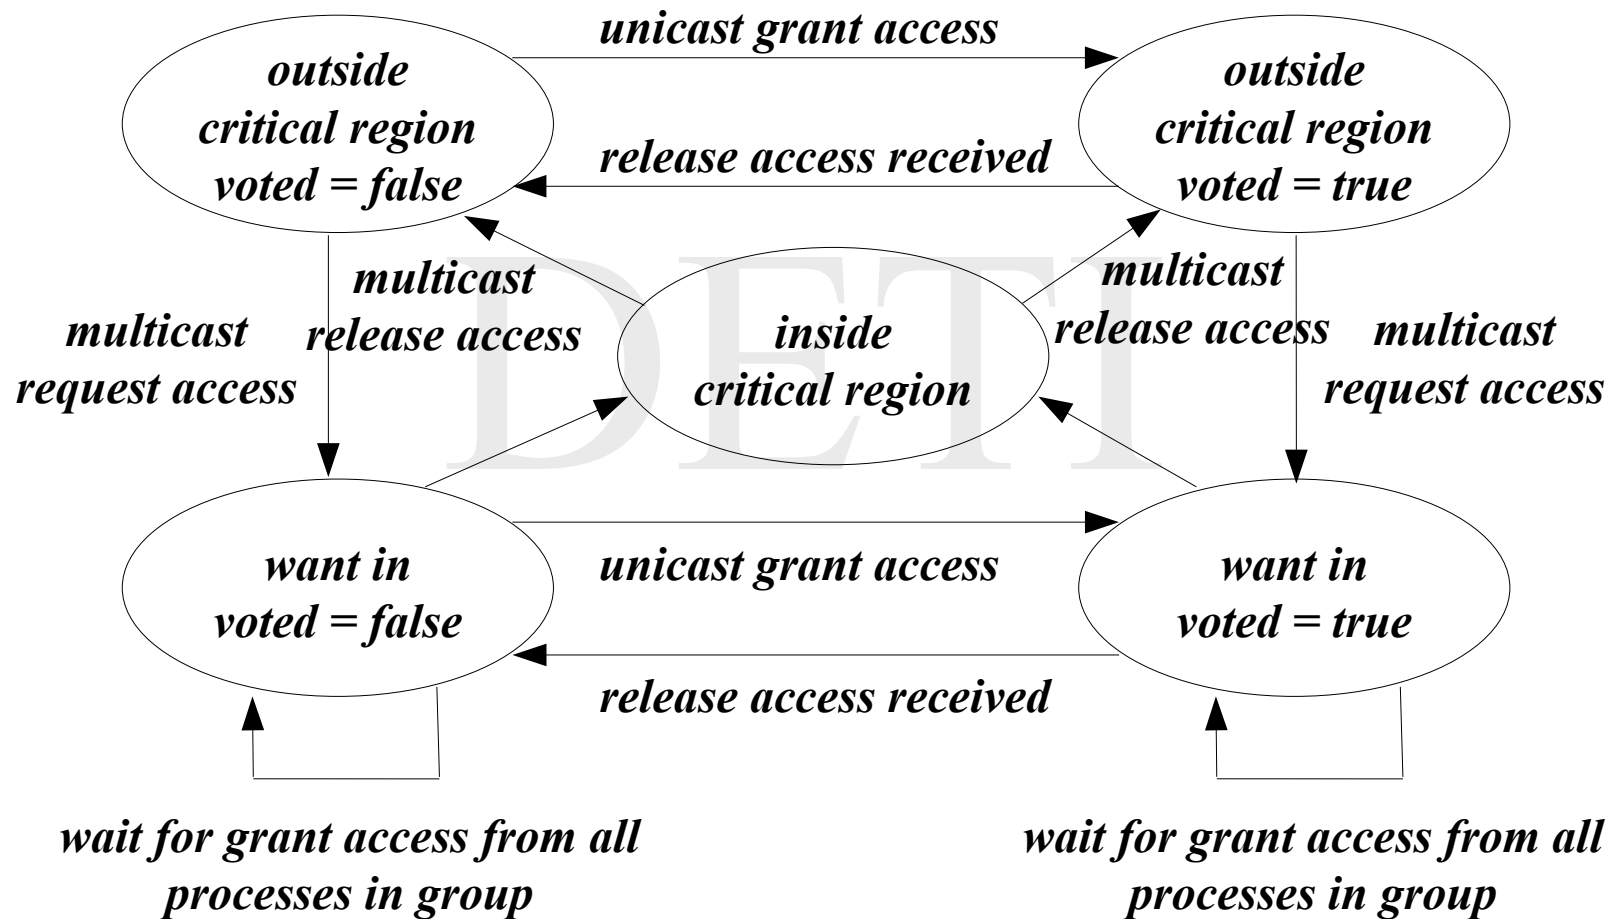 unicast grant access
outside
critical region
voted = false
outside
critical region
voted = true
release access received
multicast
release access
multicast
release access
multicast
request access
inside
critical region
multicast
request access
DETI
want in
voted = false
unicast grant access
want in
voted = true
release access received
wait for grant access from all
processes in group
wait for grant access from all
processes in group